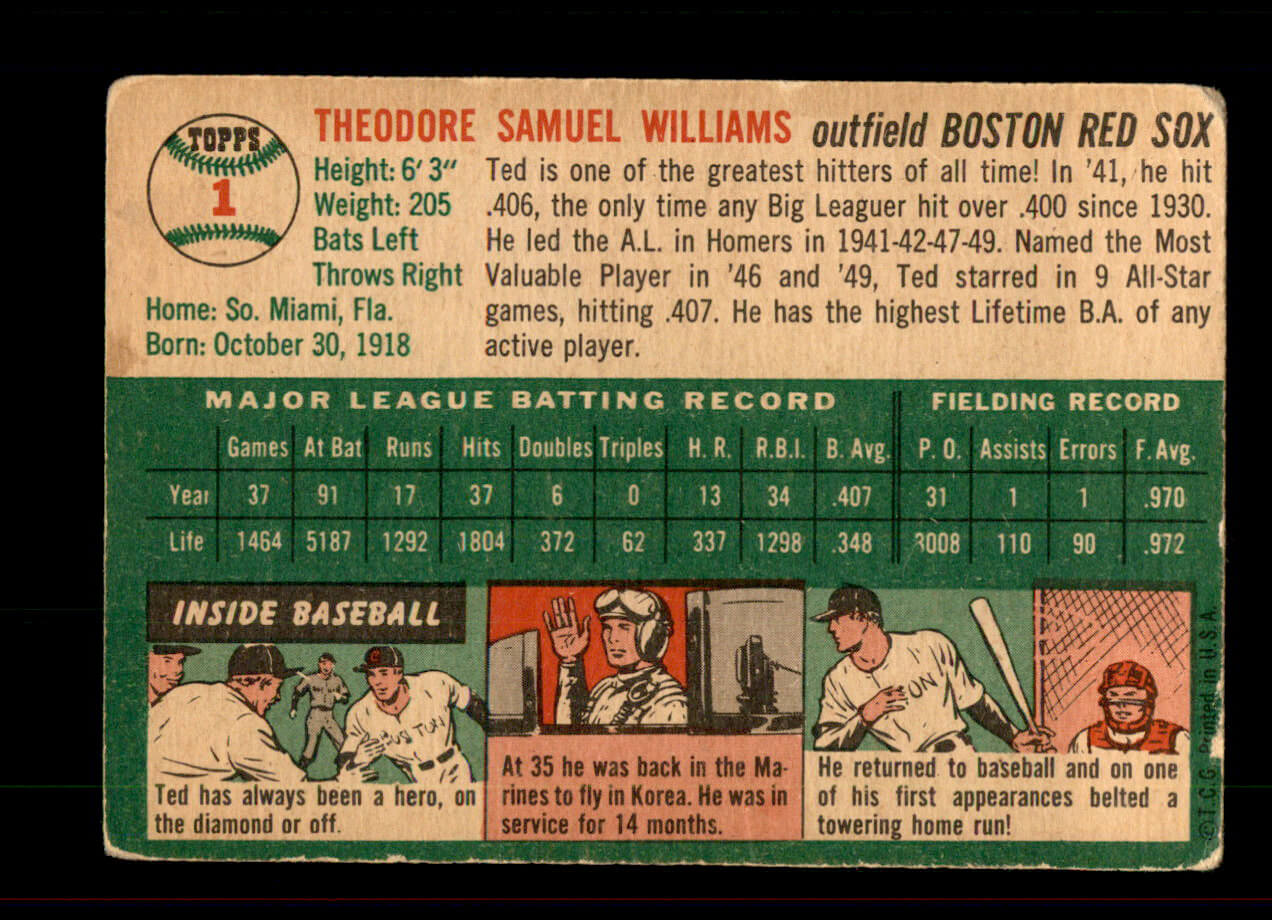 TOPPS
1
THEODORE SAMUEL WILLIAMS outfield BOSTON RED SOX
Height: 6' 3"
Weight: 205
Bats Left
Throws Right
Home: So. Miami, Fla.
Born: October 30, 1918
Ted is one of the greatest hitters of all time! In '41, he hit
.406, the only time any Big Leaguer hit over .400 since 1930.
He led the A.L. in Homers in 1941-42-47-49. Named the Most
Valuable Player in '46 and '49, Ted starred in 9 All-Star
games, hitting .407. He has the highest Lifetime B.A. of any
active player.
MAJOR LEAGUE BATTING RECORD FIELDING RECORD
Games At Bat Runs Hits Doubles Triples H. R. R.B.I. B. Avg. P. O. Assists Errors F. Avg.
Year 37 91 17 37 6 0 13 34 .407 31 1 1 .970
Life 1464 5187 1292 1804 372 62 337 1298 .348 3008 110 90 .972
INSIDE BASEBALL
Ted has always been a hero, on
the diamond or off.
At 35 he was back in the Ma-
rines to fly in Korea. He was in
service for 14 months.
He returned to baseball and on one
of his first appearances belted a
towering home run!
©T.C.G. Printed in U.S.A.